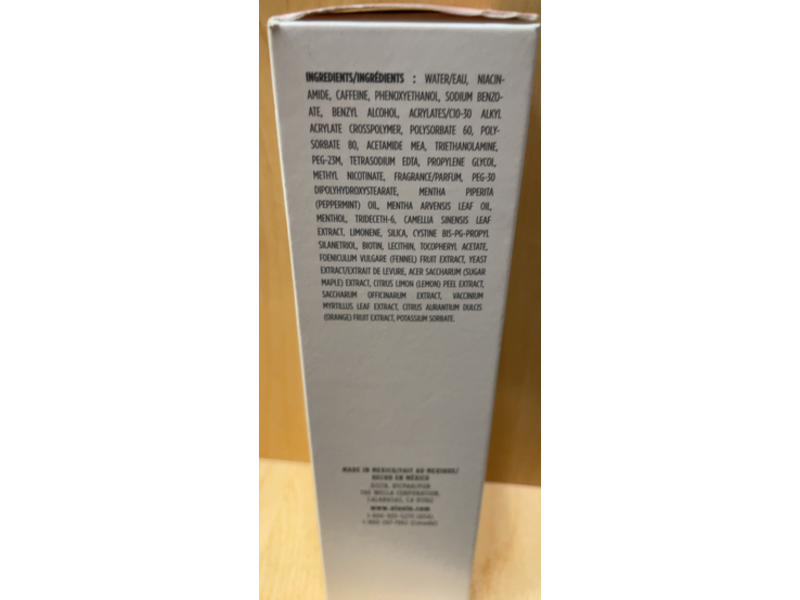 INGREDIENTS/INGRÉDIENTS : WATER/EAU, NIACIN-
AMIDE, CAFFEINE, PHENOXYETHANOL, SODIUM BENZO-
ATE, BENZYL ALCOHOL, ACRYLATES/C10-30 ALKYL
ACRYLATE CROSSPOLYMER, POLYSORBATE 60, POLY-
SORBATE 80, ACETAMIDE MEA, TRIETHANOLAMINE,
PEG-23M, TETRASODIUM EDTA, PROPYLENE GLYCOL,
METHYL NICOTINATE, FRAGRANCE/PARFUM, PEG-30
DIPOLYHYDROXYSTEARATE, MENTHA PIPERITA
(PEPPERMINT) OIL, MENTHA ARVENSIS LEAF OIL,
MENTHOL, TRIDECETH-6, CAMELLIA SINENSIS LEAF
EXTRACT, LIMONENE, SILICA, CYSTINE BIS-PG-PROPYL
SILANETRIOL, BIOTIN, LECITHIN, TOCOPHERYL ACETATE,
FOENICULUM VULGARE (FENNEL) FRUIT EXTRACT, YEAST
EXTRACT/EXTRAIT DE LEVURE, ACER SACCHARUM (SUGAR
MAPLE) EXTRACT, CITRUS LIMON (LEMON) PEEL EXTRACT,
SACCHARUM OFFICINARUM EXTRACT, VACCINIUM
MYRTILLUS LEAF EXTRACT, CITRUS AURANTIUM DULCIS
(ORANGE) FRUIT EXTRACT, POTASSIUM SORBATE.
MADE IN MEXICO/FAIT AU MEXIQUE/
HECHO EN MÉXICO
THE WELLA CORPORATION,
CALABASAS, CA